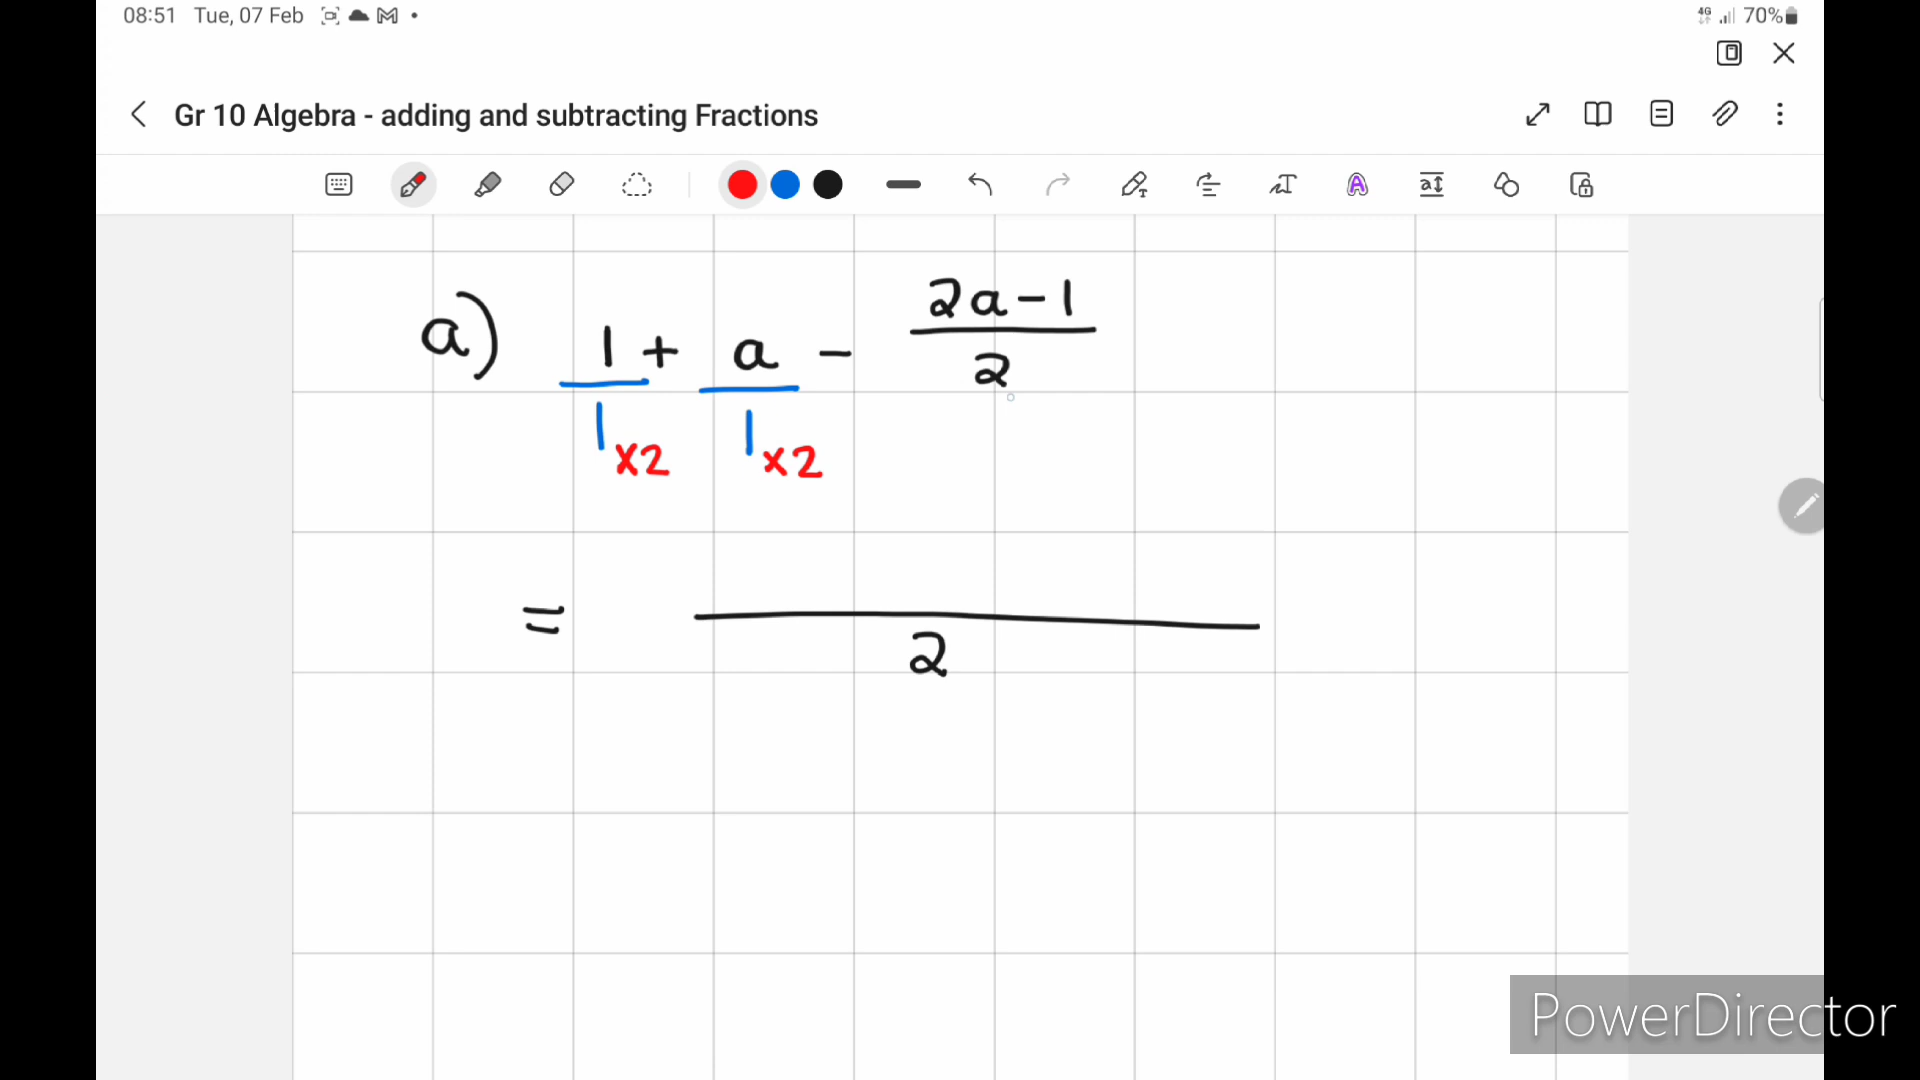 08:51 Tue, 07 Feb
4G 70%
Gr 10 Algebra - adding and subtracting Fractions
2a-1
a) 1 + a -
2
1 x2 1 x2
=
2
PowerDirector